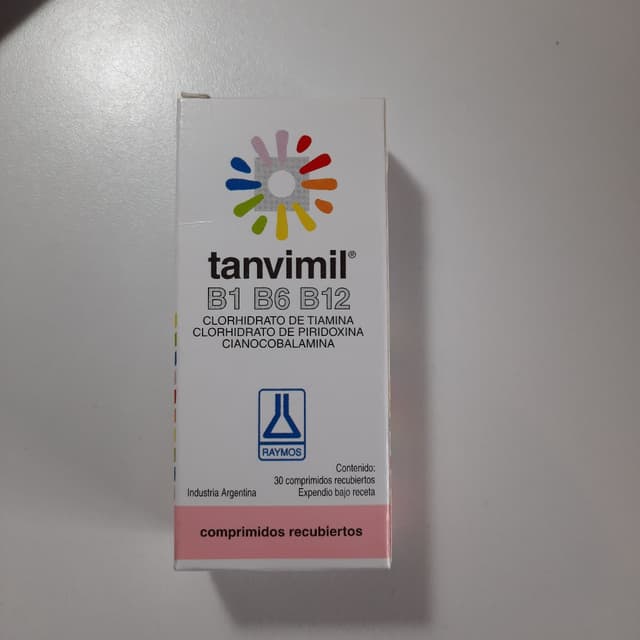 tanvimil®
B1 B6 B12
CLORHIDRATO DE TIAMINA
CLORHIDRATO DE PIRIDOXINA
CIANOCOBALAMINA
RAYMOS
Contenido:
30 comprimidos recubiertos
Industria Argentina Expendio bajo receta
comprimidos recubiertos